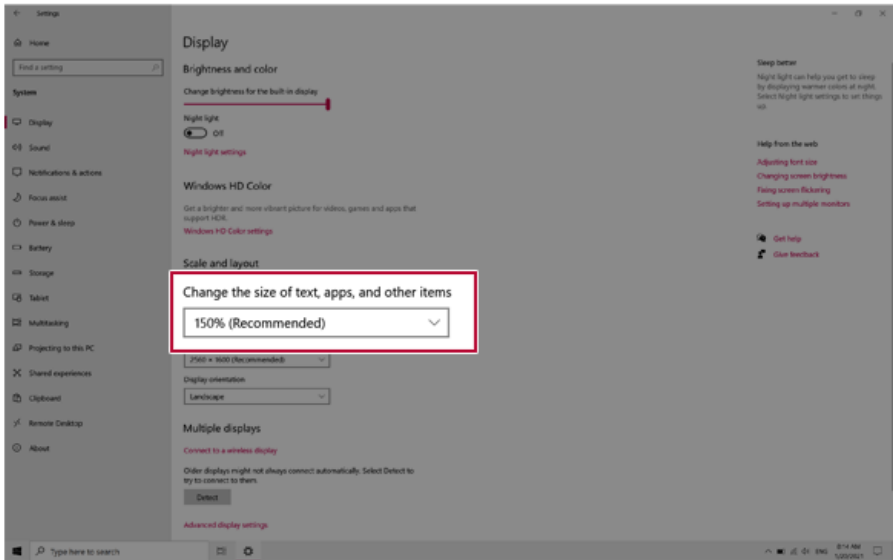 Settings
Home
Find a setting
System
Display
Sound
Notifications & actions
Focus assist
Power & sleep
Battery
Storage
Tablet
Multitasking
Projecting to this PC
Shared experiences
Clipboard
Remote Desktop
About
Display
Brightness and color
Change brightness for the built-in display
Night light
Off
Night light settings
Windows HD Color
Get a brighter and more vibrant picture for videos, games and apps that
support HDR.
Windows HD Color settings
Scale and layout
Change the size of text, apps, and other items
150% (Recommended)
2560 × 1600 (Recommended)
Display orientation
Landscape
Multiple displays
Connect to a wireless display
Older displays might not always connect automatically. Select Detect to
try to connect to them.
Detect
Advanced display settings
Sleep better
Night light can help you get to sleep
by displaying warmer colors at night.
Select Night light settings to set things
up.
Help from the web
Adjusting font size
Changing screen brightness
Fixing screen flickering
Setting up multiple monitors
Get help
Give feedback
Type here to search
ENG
8:14 AM